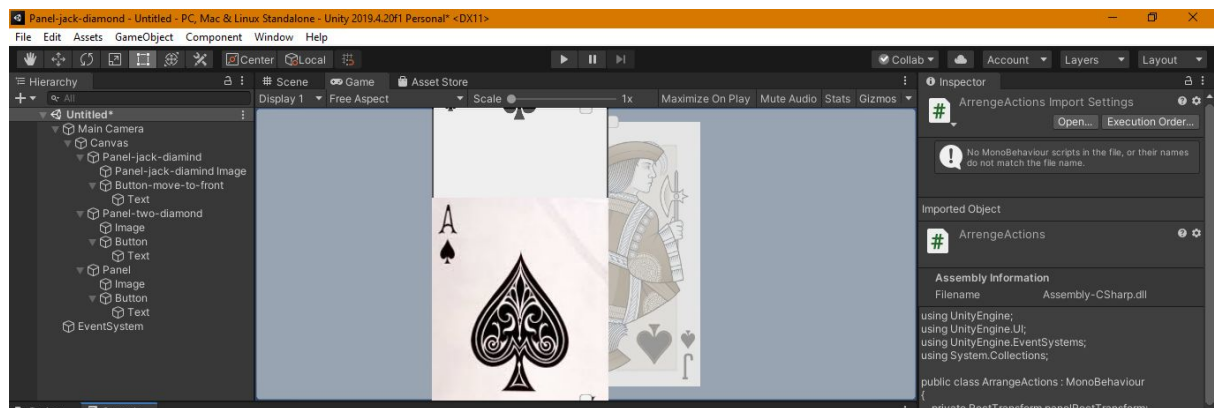 Panel-jack-diamond - Untitled - PC, Mac & Linux Standalone - Unity 2019.4.20f1 Personal* <DX11>
File Edit Assets GameObject Component Window Help
Center Local Collab Account Layers Layout
Hierarchy Scene Game Asset Store Inspector
All Display 1 Free Aspect Scale 1x Maximize On Play Mute Audio Stats Gizmos
Untitled*
Main Camera
Canvas
Panel-jack-diamind
Panel-jack-diamind Image
Button-move-to-front
Text
Panel-two-diamond
Image
Button
Text
Panel
Image
Button
Text
EventSystem
A
J
ArrengeActions Import Settings
Open... Execution Order...
No MonoBehaviour scripts in the file, or their names
do not match the file name.
Imported Object
ArrengeActions
Assembly Information
Filename Assembly-CSharp.dll
using UnityEngine;
using UnityEngine.UI;
using UnityEngine.EventSystems;
using System.Collections;
public class ArrangeActions : MonoBehaviour
{